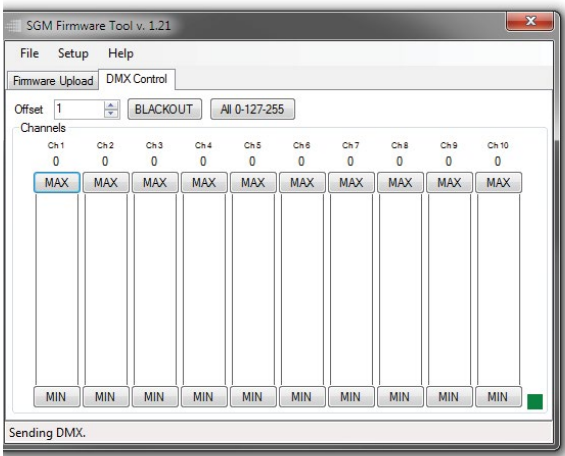 SGM Firmware Tool v. 1.21
File Setup Help
Firmware Upload DMX Control
Offset 1 BLACKOUT All 0-127-255
Channels
Ch 1 Ch 2 Ch 3 Ch 4 Ch 5 Ch 6 Ch 7 Ch 8 Ch 9 Ch 10
0 0 0 0 0 0 0 0 0 0
MAX MAX MAX MAX MAX MAX MAX MAX MAX MAX
MIN MIN MIN MIN MIN MIN MIN MIN MIN MIN
Sending DMX.